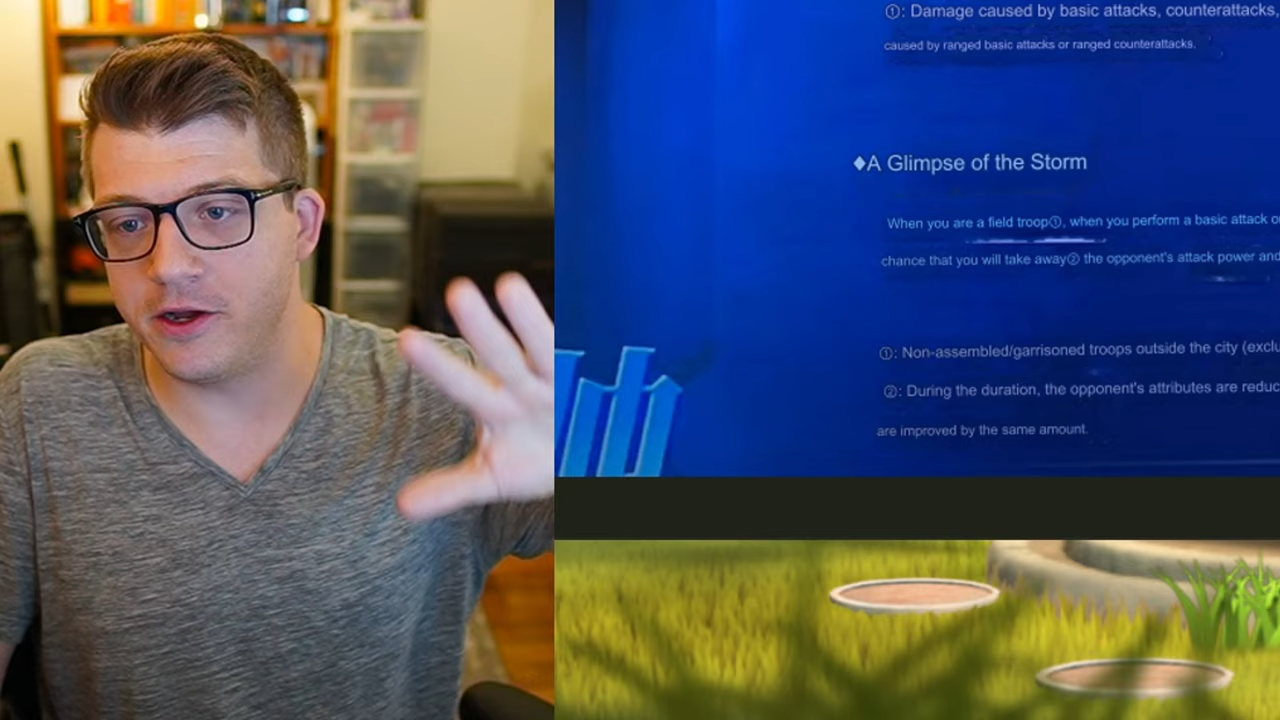 ①: Damage caused by basic attacks, counterattacks,
caused by ranged basic attacks or ranged counterattacks.
♦A Glimpse of the Storm
When you are a field troop①, when you perform a basic attack
chance that you will take away② the opponent's attack power and
①: Non-assembled/garrisoned troops outside the city
②: During the duration, the opponent's attributes are
are improved by the same amount.